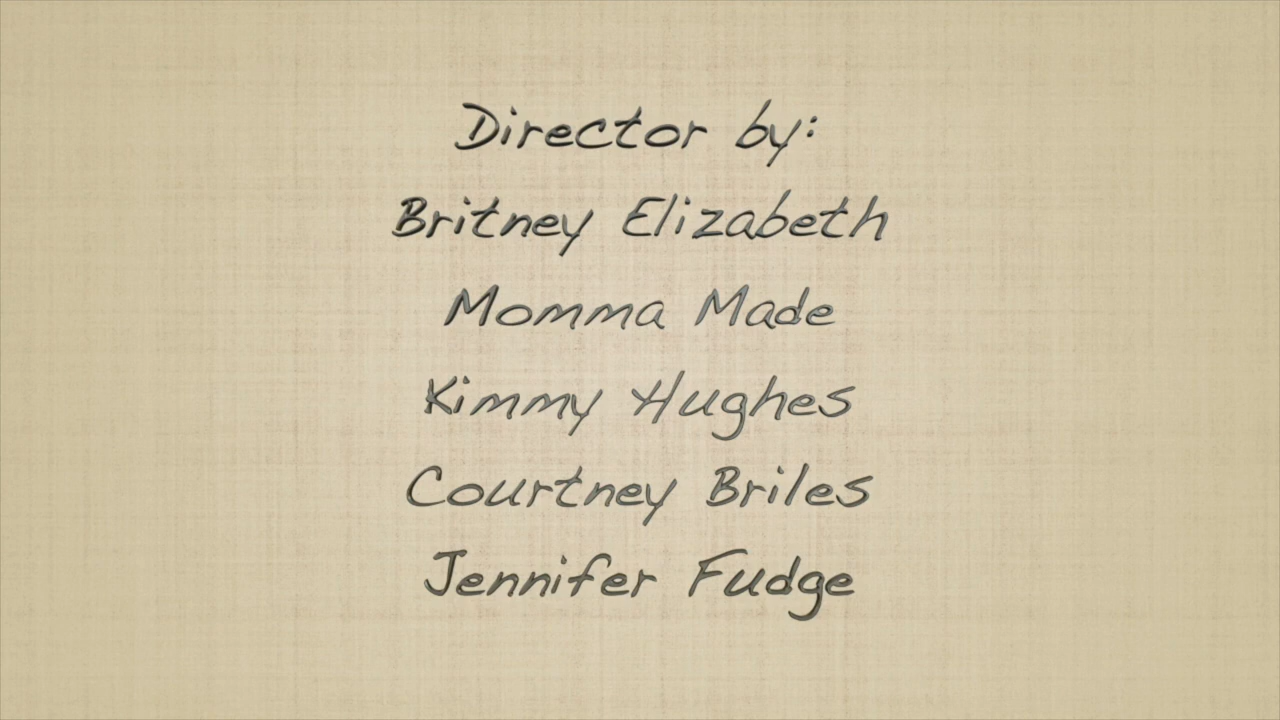 Director by:
Britney Elizabeth
Momma Made
Kimmy Hughes
Courtney Briles
Jennifer Fudge